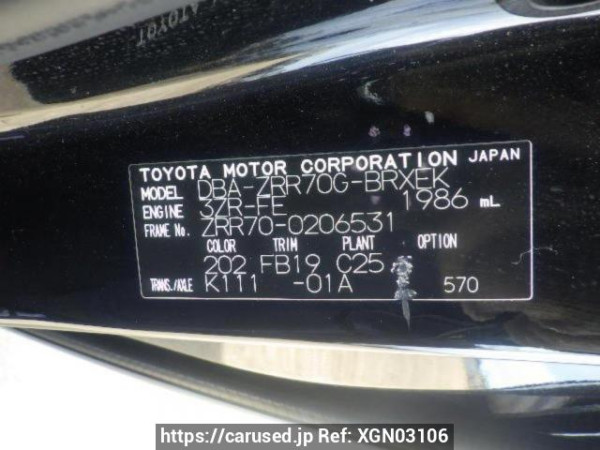 TOYOTA MOTOR CORPORATION JAPAN
MODEL DBA-ZRR70G-BRXEK
ENGINE 3ZR-FE 1986 mL
FRAME No. ZRR70-0206531
COLOR TRIM PLANT OPTION
202 FB19 C25
TRANS./AXLE K111 -01A 570
https://carused.jp Ref: XGN03106